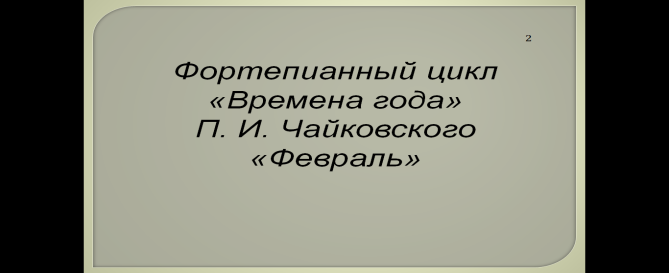 2
Фортепианный цикл
«Времена года»
П. И. Чайковского
«Февраль»